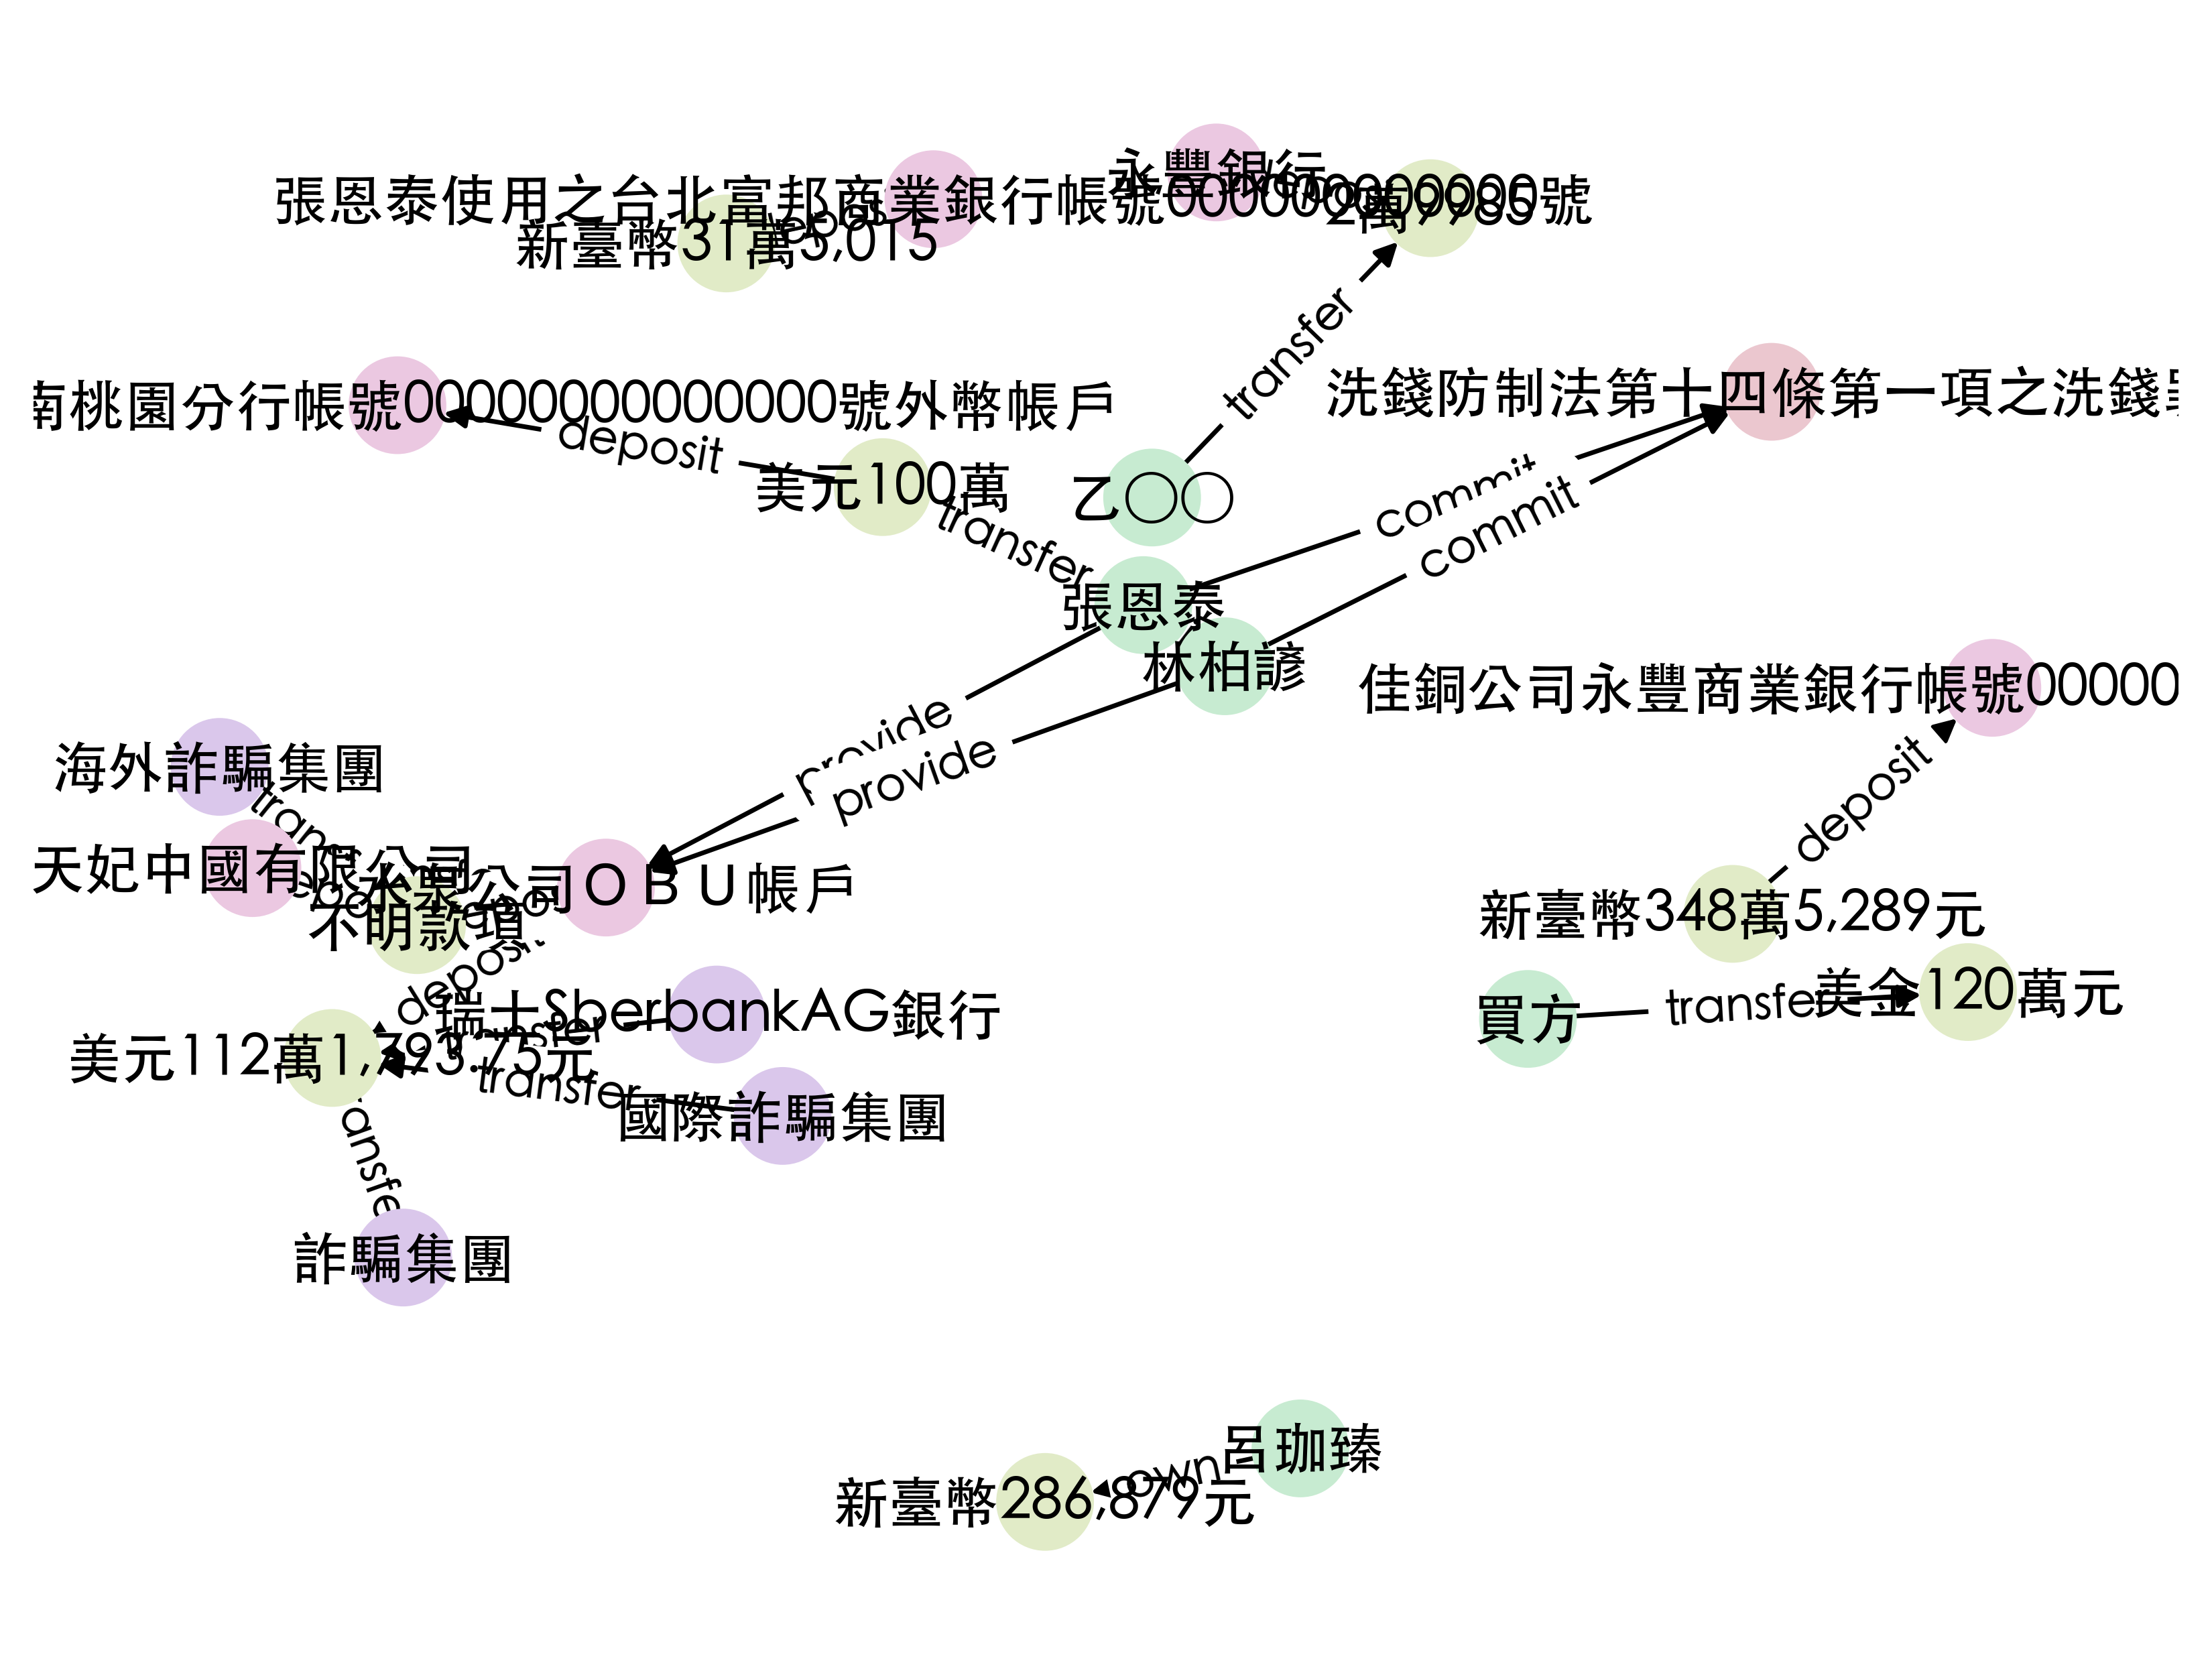 永豐銀行
張恩泰使用之台北富邦商業銀行帳號000000000000號
2萬9985
新臺幣31萬5,015
transfer
南桃園分行帳號00000000000000號外幣帳戶
洗錢防制法第十四條第一項之洗錢
deposit
美元100萬
乙○○
commit
transfer
commit
張恩泰
林柏諺
佳銅公司永豐商業銀行帳號00000
provide
provide
海外詐騙集團
deposit
天妃中國有限公司
水泉公司OBU帳戶
不明款項
新臺幣348萬5,289元
deposit
瑞士SberbankAG銀行
買方
transfer
美金120萬元
transfer
美元112萬1,793.75元
transfer
國際詐騙集團
詐騙集團
呂珈臻
own
新臺幣286,879元